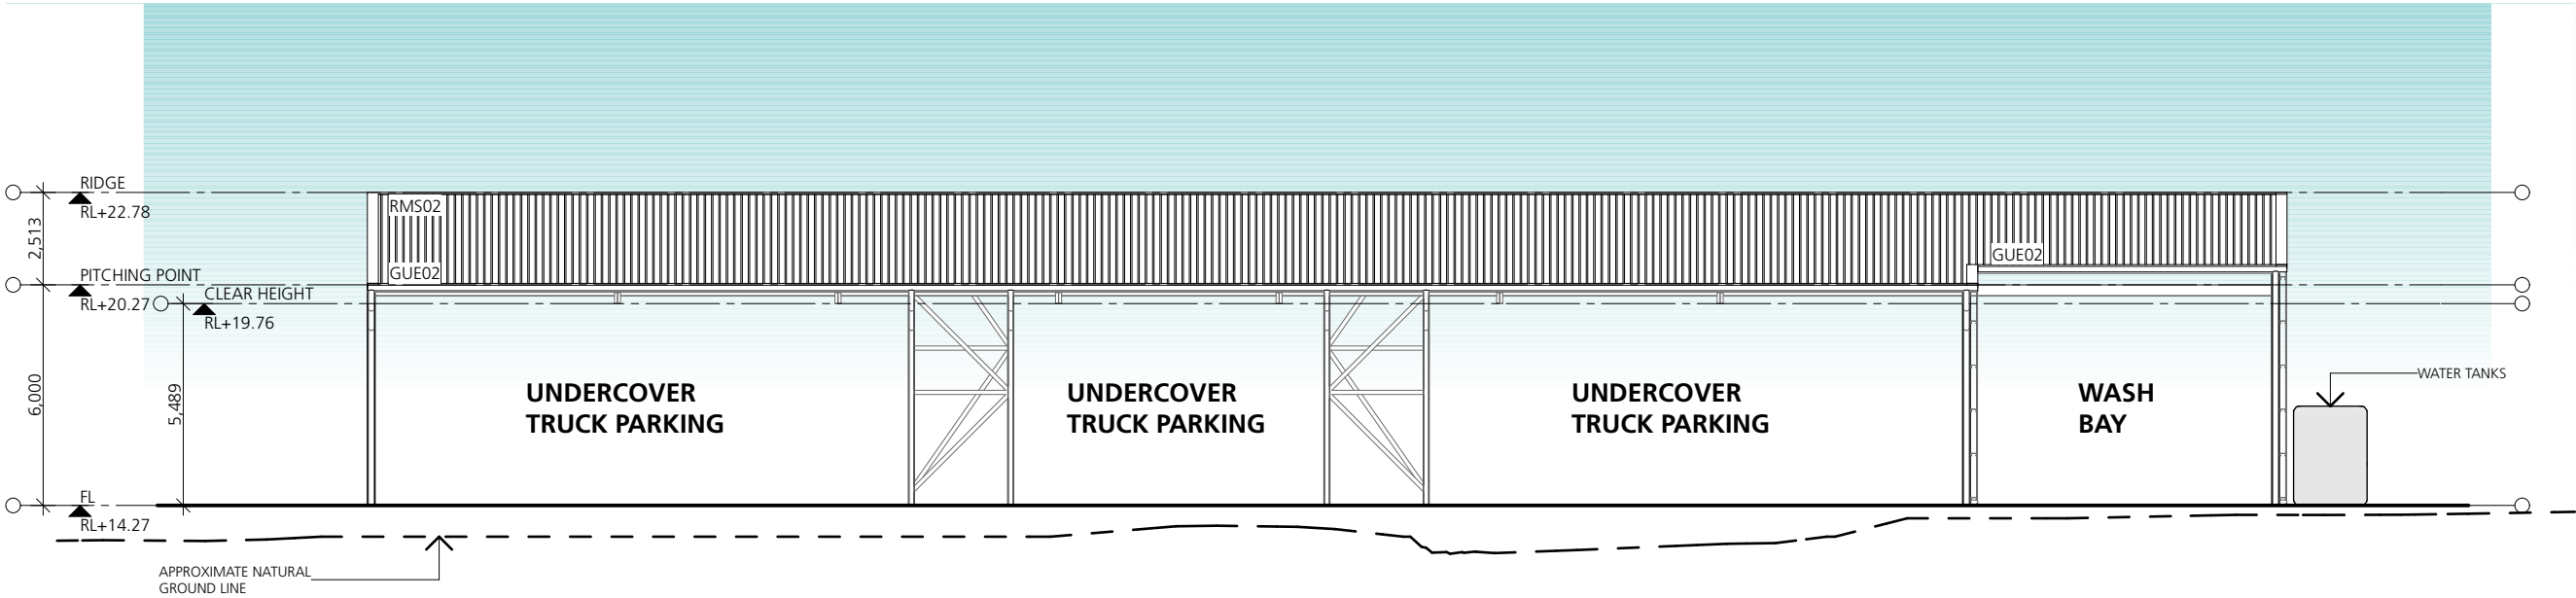 RIDGE
RL+22.78
2,513
RMS02
GUE02
GUE02
PITCHING POINT
RL+20.27
CLEAR HEIGHT
RL+19.76
6,000
5,489
UNDERCOVER
TRUCK PARKING
UNDERCOVER
TRUCK PARKING
UNDERCOVER
TRUCK PARKING
WASH
BAY
WATER TANKS
FL
RL+14.27
APPROXIMATE NATURAL
GROUND LINE